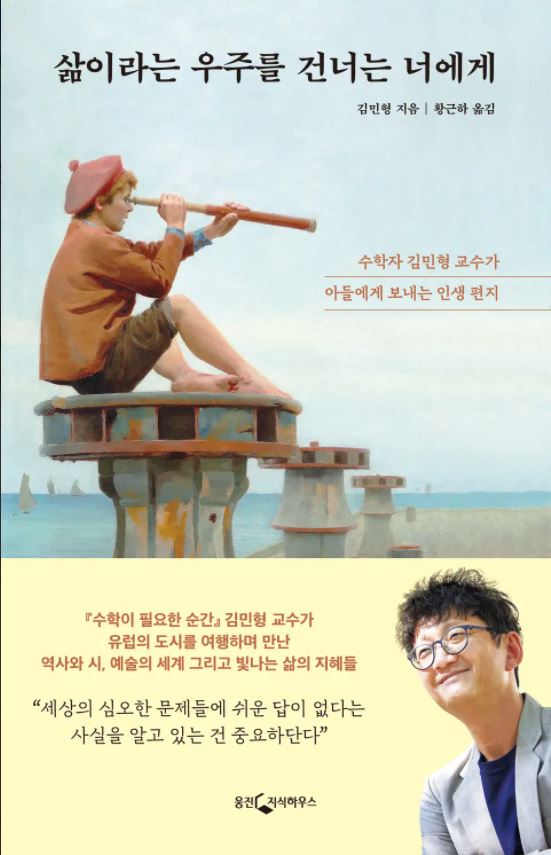 삶이라는 우주를 건너는 너에게
김민형 지음 | 황근하 옮김
수학자 김민형 교수가
아들에게 보내는 인생 편지
『수학이 필요한 순간』 김민형 교수가
유럽의 도시를 여행하며 만난
역사와 시, 예술의 세계 그리고 빛나는 삶의 지혜들
“세상의 심오한 문제들에 쉬운 답이 없다는
사실을 알고 있는 건 중요하단다”
웅진 지식하우스